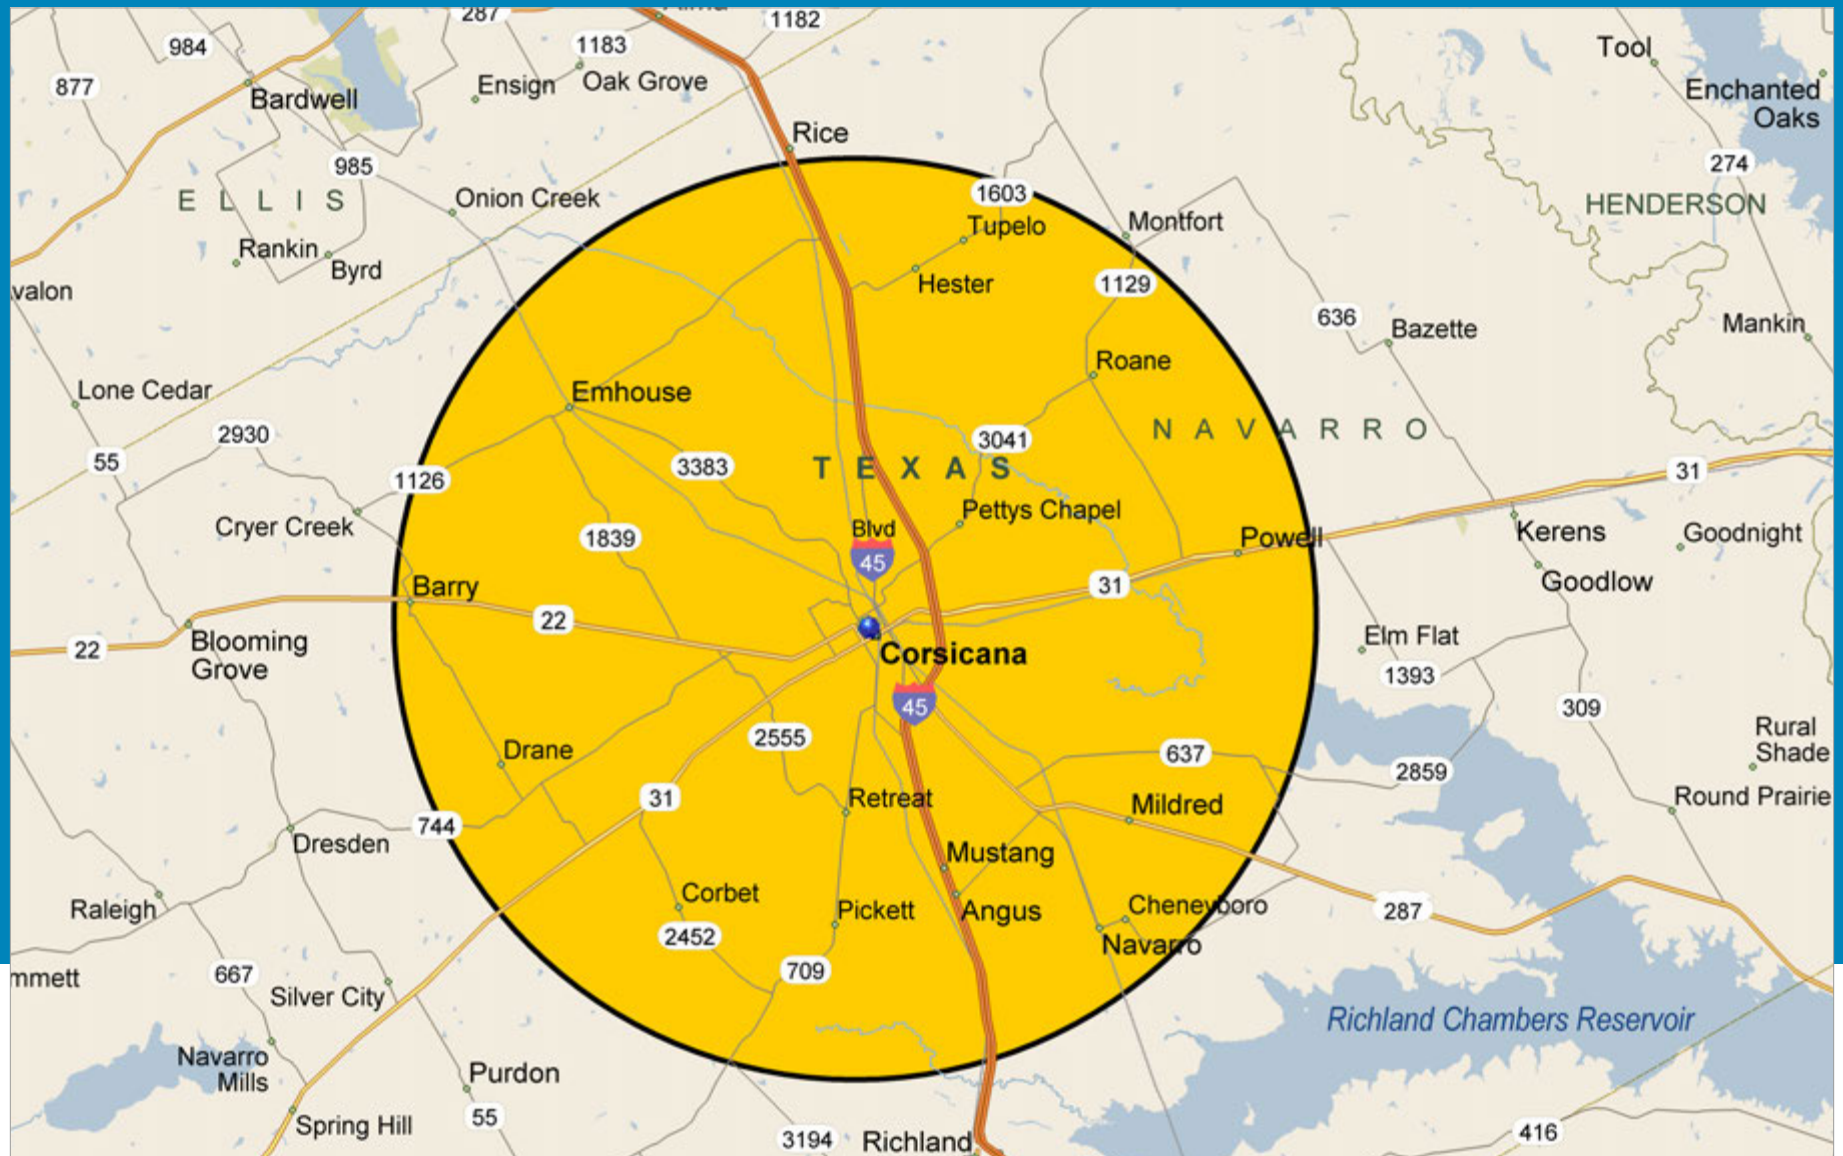 287
1182
984
1183
Tool
877
Ensign
Oak Grove
Enchanted
Oaks
Bardwell
Rice
985
274
1603
ELLIS
Onion Creek
HENDERSON
Tupelo
Montfort
Rankin
Byrd
Hester
1129
valon
636
Bazette
Mankin
Roane
Lone Cedar
Emhouse
2930
NAVARRO
3041
55
3383
TEXAS
31
1126
Cryer Creek
Pettys Chapel
1839
Blvd
45
Powell
Kerens
Goodnight
Barry
31
Goodlow
22
22
Blooming
Grove
Corsicana
Elm Flat
1393
45
309
2555
Drane
637
2859
Rural
Shade
31
Retreat
Mildred
Round Prairie
744
Dresden
Mustang
Raleigh
Corbet
Pickett
Angus
Cheneyboro
287
2452
Navarro
mmett
667
709
Silver City
Richland Chambers Reservoir
Navarro
Mills
Purdon
Spring Hill
55
3194
Richland
416